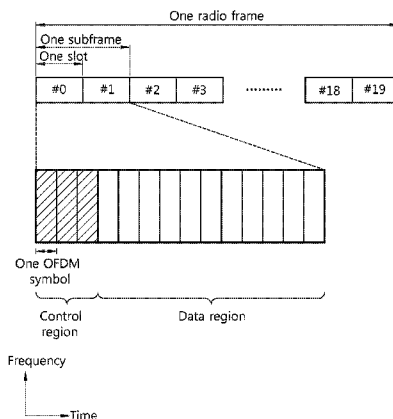 One radio frame
One subframe
One slot
#0 #1 #2 #3 ········· #18 #19
One OFDM
symbol
Control
region
Data region
Frequency
Time